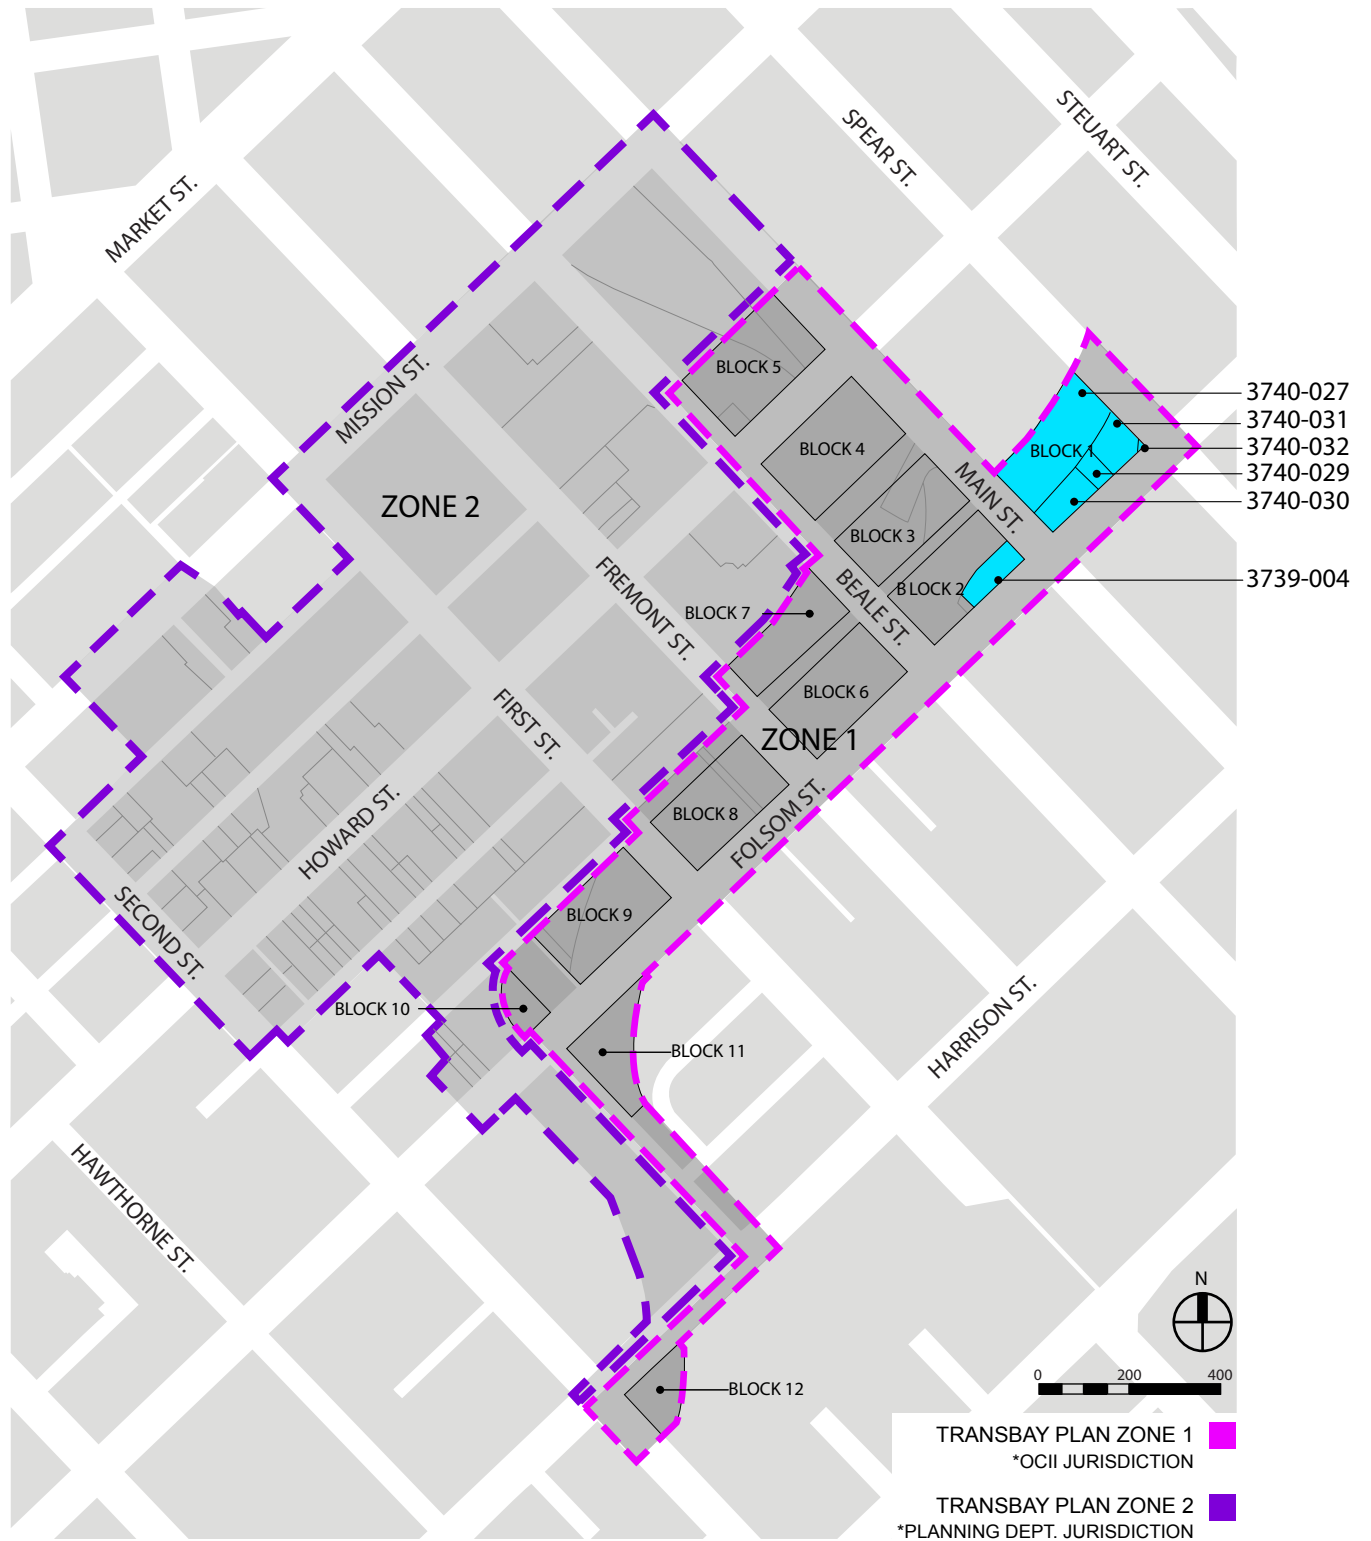 STEUART ST.
SPEAR ST.
MARKET ST.
MISSION ST.
BLOCK 5
3740-027
3740-031
3740-032
3740-029
3740-030
BLOCK 1
BLOCK 4
MAIN ST.
ZONE 2
BLOCK 3
3739-004
BLOCK 2
FREMONT ST.
BEALE ST.
BLOCK 7
BLOCK 6
FIRST ST.
ZONE 1
BLOCK 8
FOLSOM ST.
HOWARD ST.
BLOCK 9
SECOND ST.
BLOCK 10
BLOCK 11
HARRISON ST.
HAWTHORNE ST.
N
0 200 400
BLOCK 12
TRANSBAY PLAN ZONE 1
*OCII JURISDICTION
TRANSBAY PLAN ZONE 2
*PLANNING DEPT. JURISDICTION